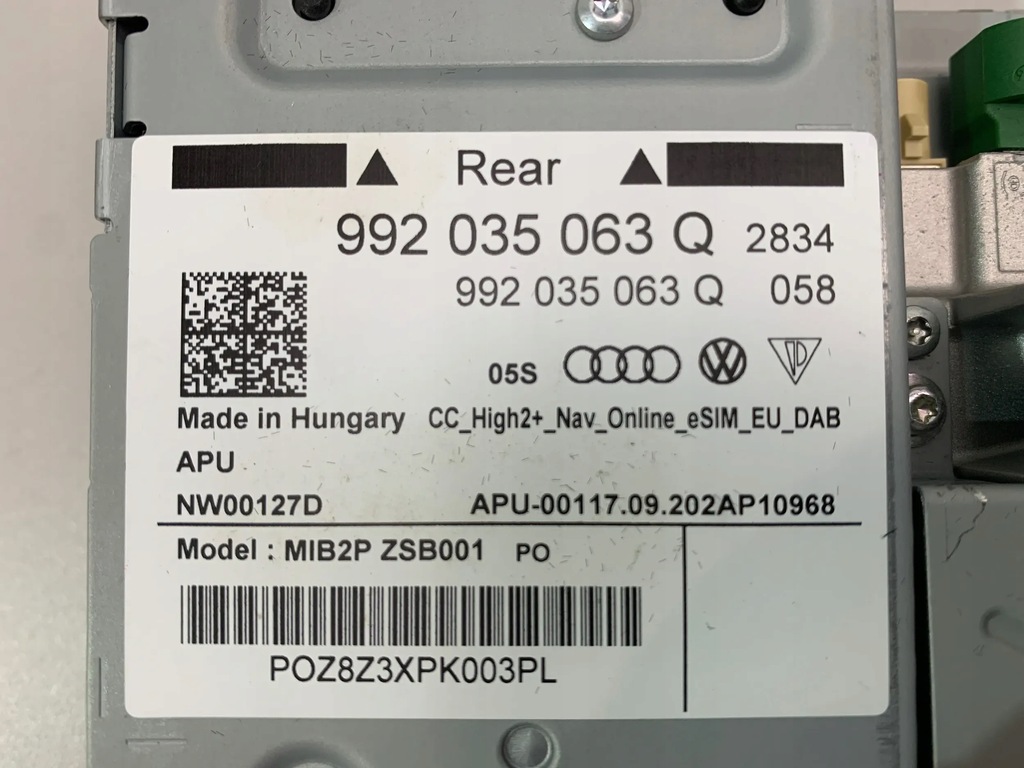 Rear
992 035 063 Q 2834
992 035 063 Q 058
05S
Made in Hungary CC_High2+_Nav_Online_eSIM_EU_DAB
APU
NW00127D APU-00117.09.202AP10968
Model : MIB2P ZSB001 PO
POZ8Z3XPK003PL